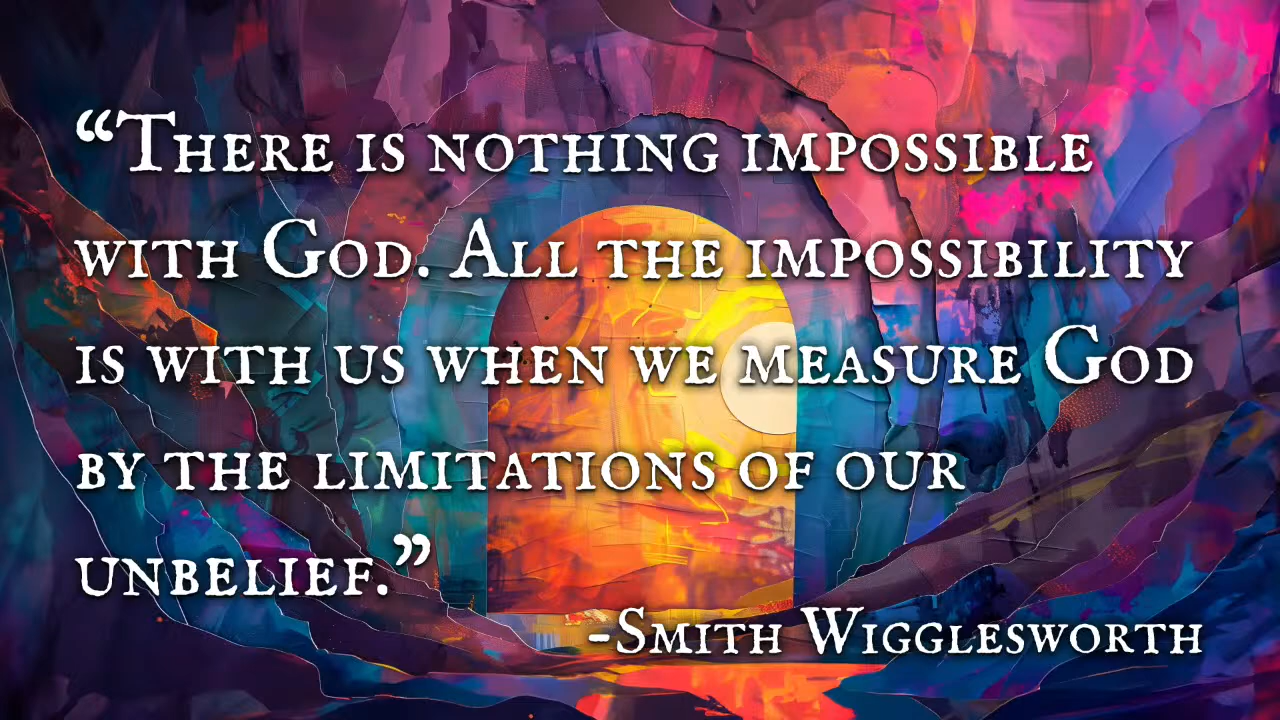 “There is nothing impossible
with God. All the impossibility
is with us when we measure God
by the limitations of our
unbelief.”
-Smith Wigglesworth